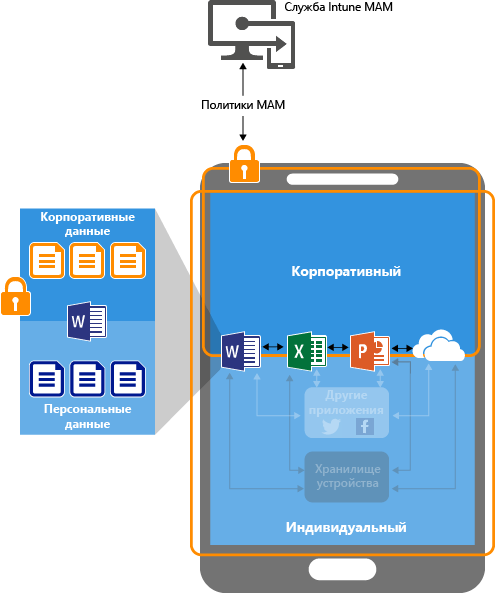 Служба Intune MAM
Политики MAM
Корпоративные
данные
W
Персональные
данные
Корпоративный
W
X
P
Другие
приложения
Хранилище
устройства
Индивидуальный